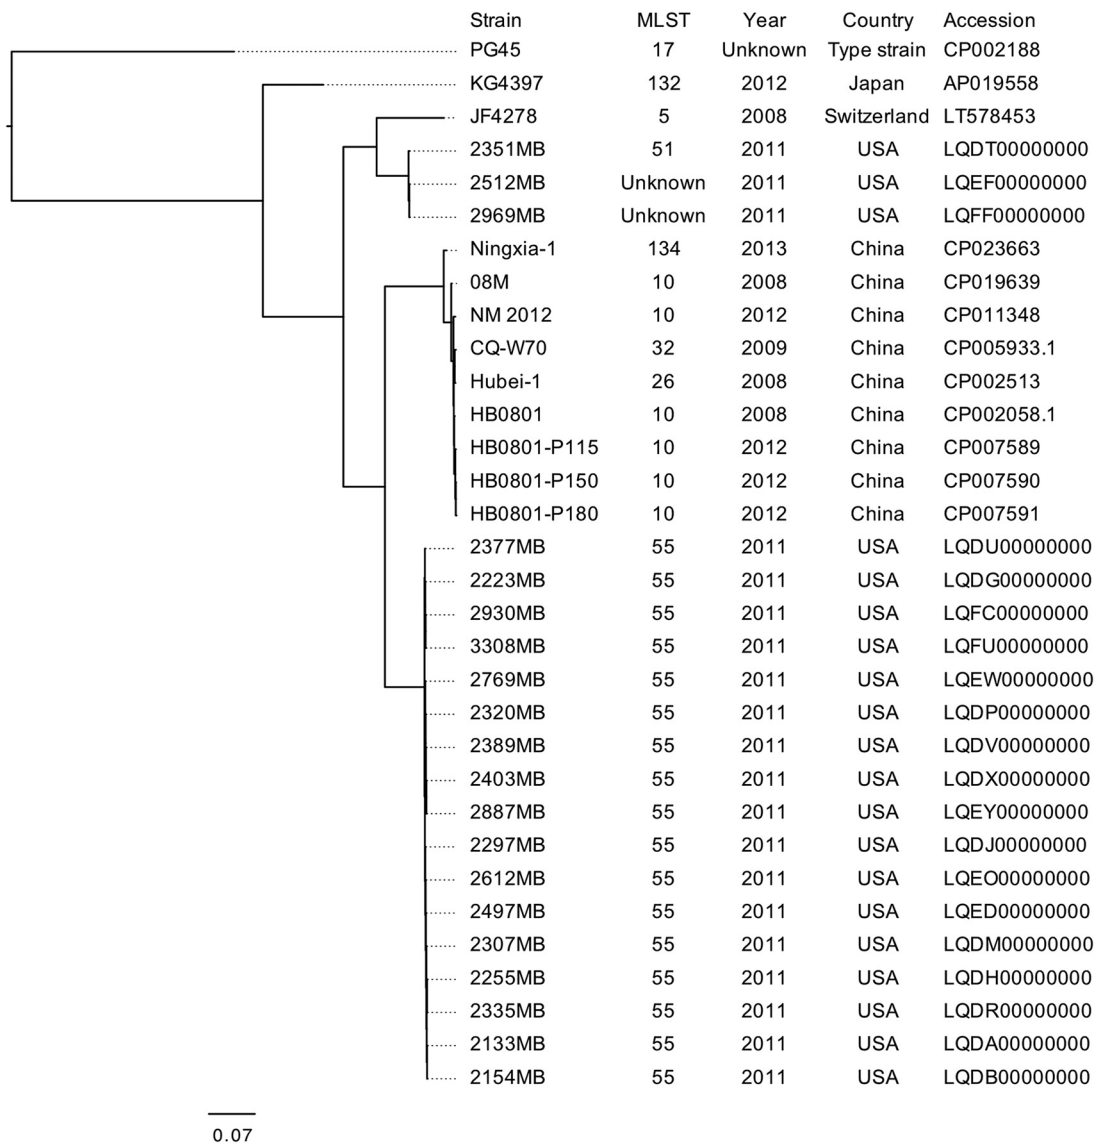 Strain MLST Year Country Accession
PG45 17 Unknown Type strain CP002188
KG4397 132 2012 Japan AP019558
JF4278 5 2008 Switzerland LT578453
2351MB 51 2011 USA LQDT00000000
2512MB Unknown 2011 USA LQEF00000000
2969MB Unknown 2011 USA LQFF00000000
Ningxia-1 134 2013 China CP023663
08M 10 2008 China CP019639
NM 2012 10 2012 China CP011348
CQ-W70 32 2009 China CP005933.1
Hubei-1 26 2008 China CP002513
HB0801 10 2008 China CP002058.1
HB0801-P115 10 2012 China CP007589
HB0801-P150 10 2012 China CP007590
HB0801-P180 10 2012 China CP007591
2377MB 55 2011 USA LQDU00000000
2223MB 55 2011 USA LQDG00000000
2930MB 55 2011 USA LQFC00000000
3308MB 55 2011 USA LQFU00000000
2769MB 55 2011 USA LQEW00000000
2320MB 55 2011 USA LQDP00000000
2389MB 55 2011 USA LQDV00000000
2403MB 55 2011 USA LQDX00000000
2887MB 55 2011 USA LQEY00000000
2297MB 55 2011 USA LQDJ00000000
2612MB 55 2011 USA LQEO00000000
2497MB 55 2011 USA LQED00000000
2307MB 55 2011 USA LQDM00000000
2255MB 55 2011 USA LQDH00000000
2335MB 55 2011 USA LQDR00000000
2133MB 55 2011 USA LQDA00000000
2154MB 55 2011 USA LQDB00000000
0.07